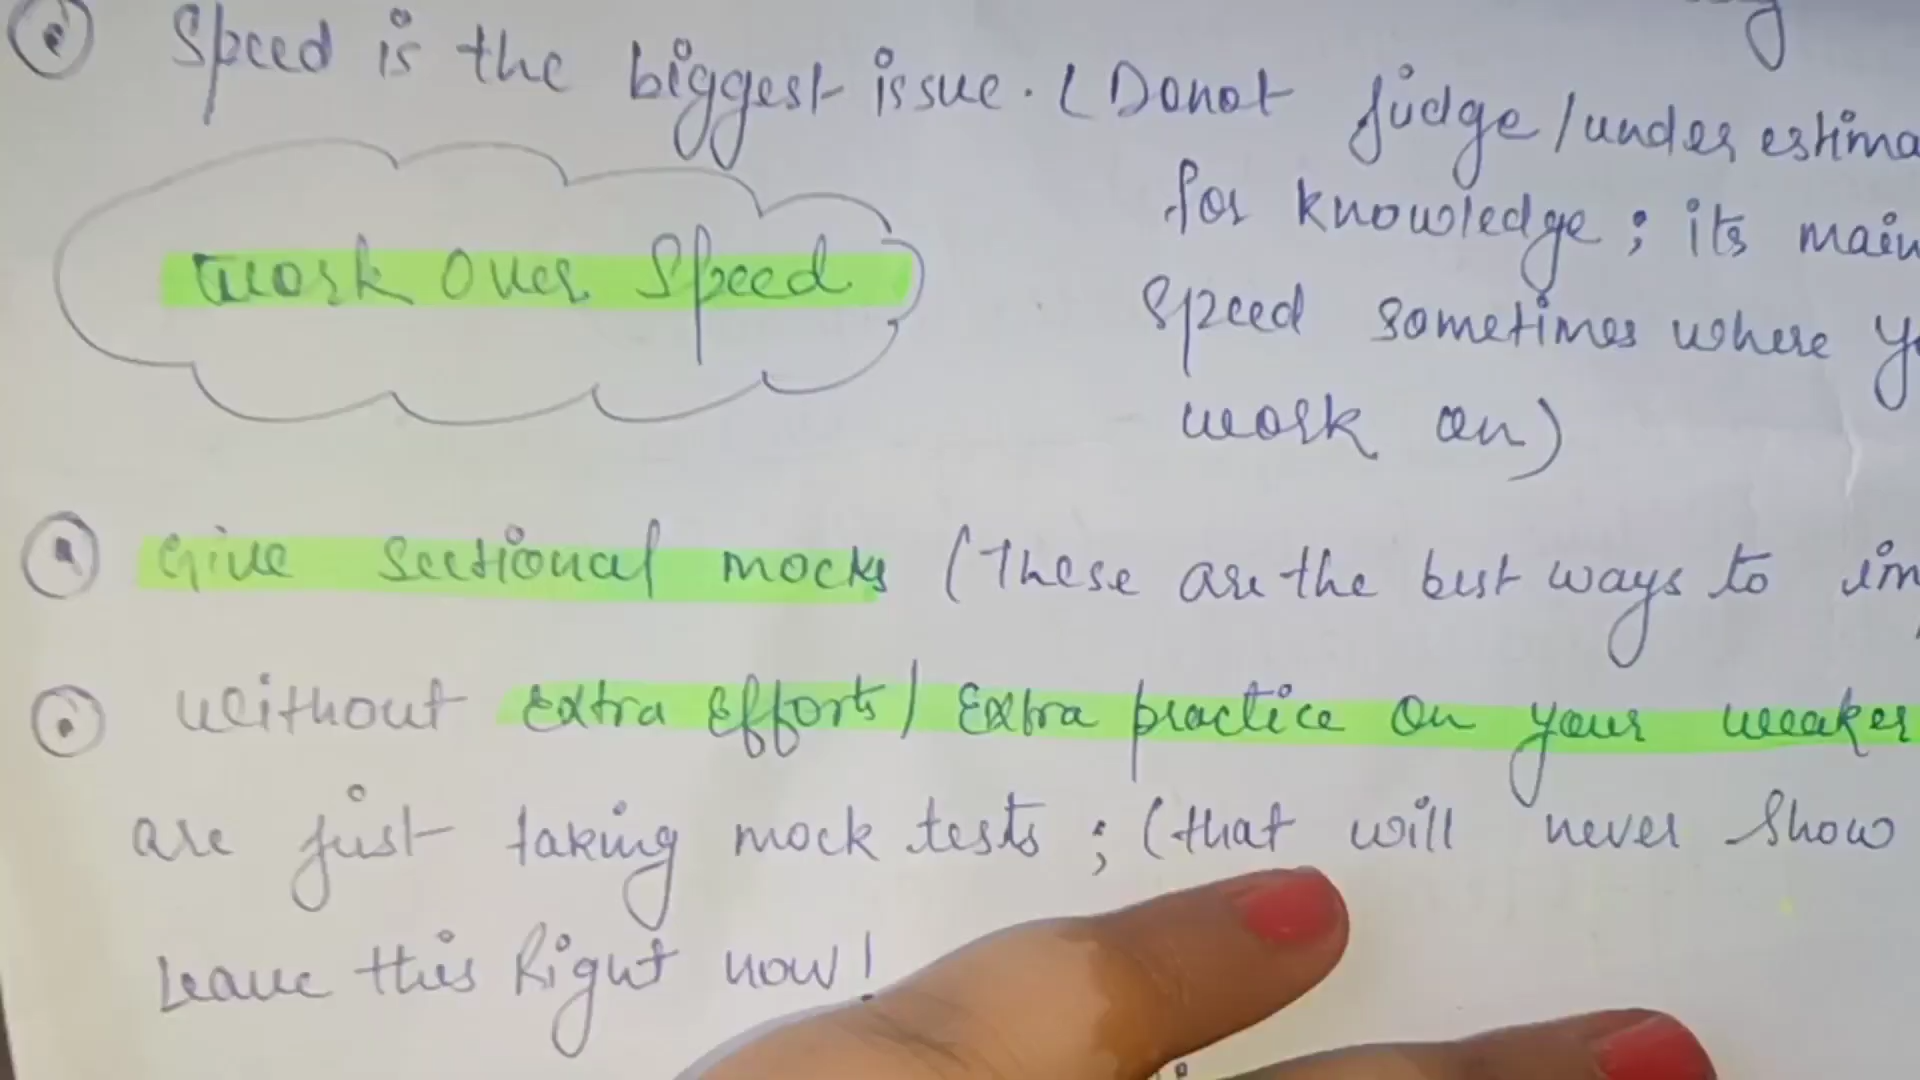 Speed is the biggest issue. (Donot judge/underestima
for knowledge; its main
work over Speed
speed sometimes where y
work on)
Give sectional mocks (These are the best ways to im
without extra efforts/ Extra practice on your weaker
are just taking mock tests; (that will never show
Leave this Right now!